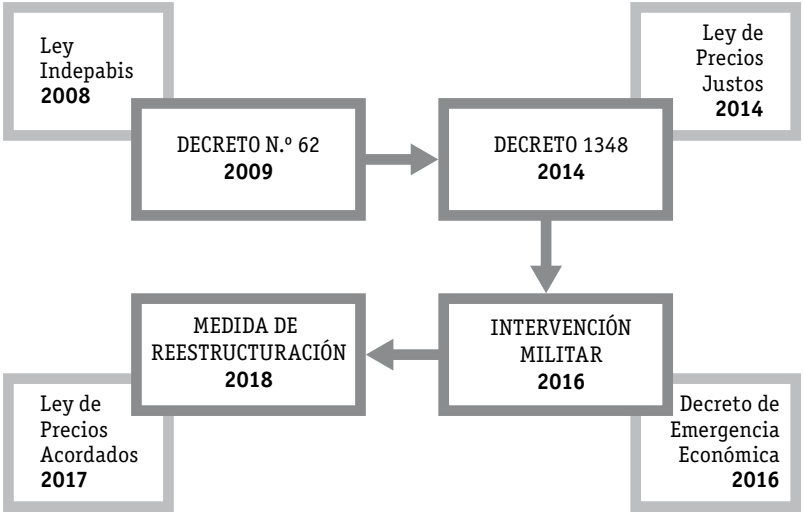 Ley
Indepabis
2008
DECRETO N.º 62
2009
DECRETO 1348
2014
Ley de
Precios
Justos
2014
INTERVENCIÓN
MILITAR
2016
Decreto de
Emergencia
Económica
2016
MEDIDA DE
REESTRUCTURACIÓN
2018
Ley de
Precios
Acordados
2017